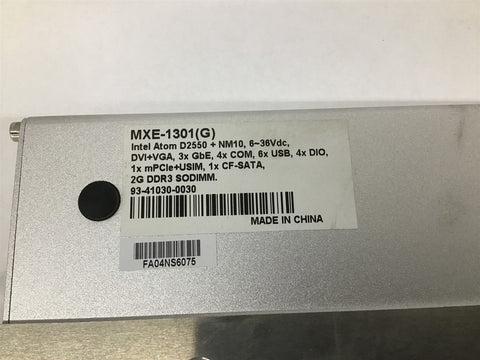 MXE-1301(G)
Intel Atom D2550 + NM10, 6~36Vdc,
DVI+VGA, 3x GbE, 4x COM, 6x USB, 4x DIO,
1x mPCIe+USIM, 1x CF-SATA,
2G DDR3 SODIMM.
93-41030-0030
MADE IN CHINA
FA04NS6075